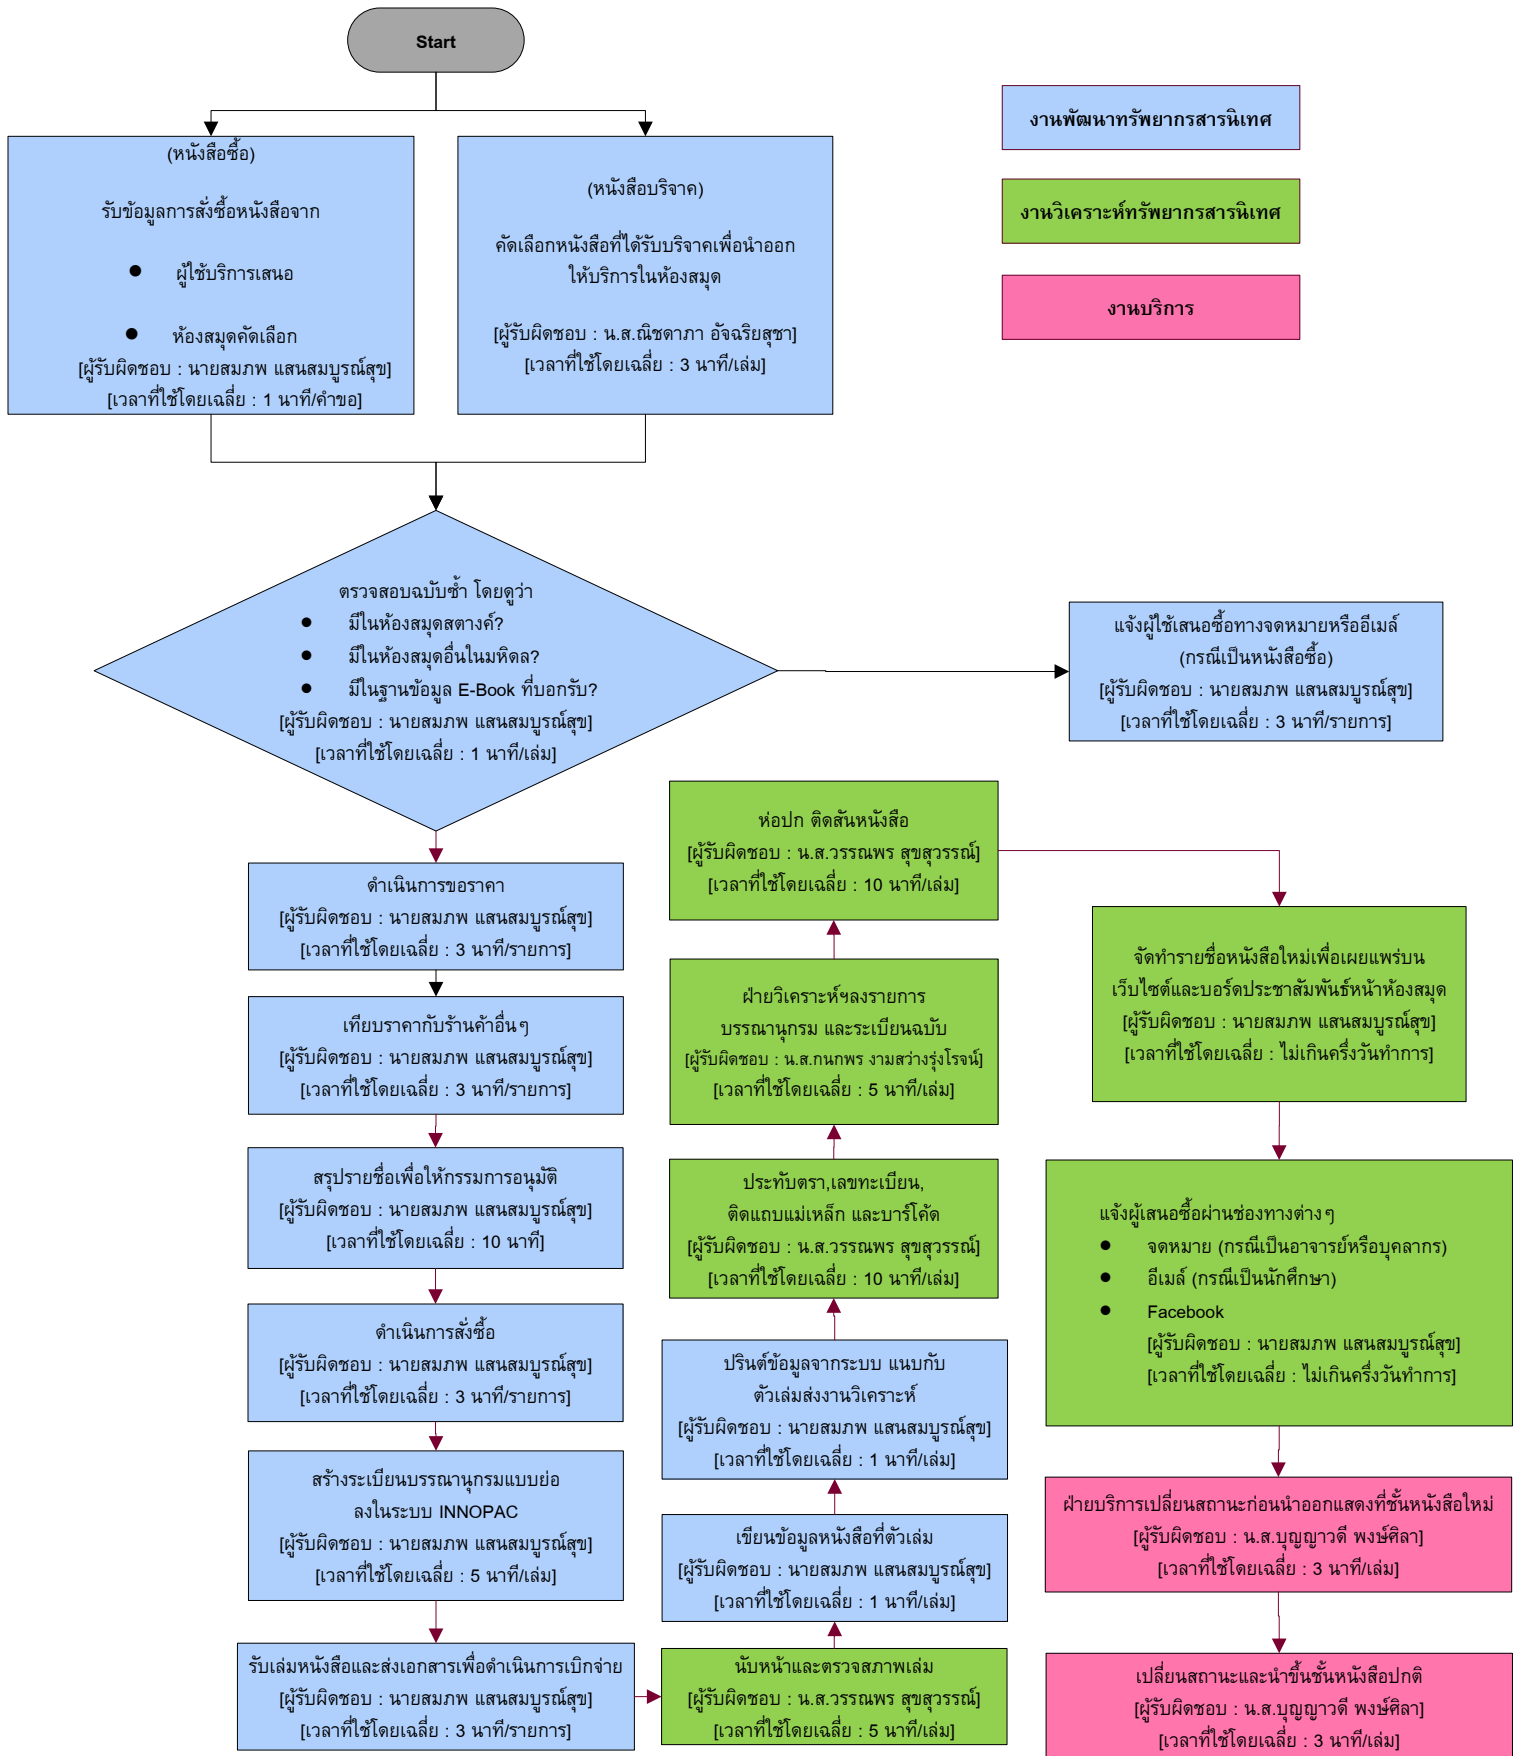 Start
งานพัฒนาทรัพยากรสารนิเทศ
งานวิเคราะห์ทรัพยากรสารนิเทศ
งานบริการ
(หนังสือซื้อ)
รับข้อมูลการสั่งซื้อหนังสือจาก
● ผู้ใช้บริการเสนอ
● ห้องสมุดคัดเลือก
[ผู้รับผิดชอบ : นายสมภพ แสนสมบูรณ์สุข]
[เวลาที่ใช้โดยเฉลี่ย : 1 นาที/คำขอ]
(หนังสือบริจาค)
คัดเลือกหนังสือที่ได้รับบริจาคเพื่อนำออก
ให้บริการในห้องสมุด
[ผู้รับผิดชอบ : น.ส.ณิชดาภา อัจฉริยสุชา]
[เวลาที่ใช้โดยเฉลี่ย : 3 นาที/เล่ม]
ตรวจสอบฉบับซ้ำ โดยดูว่า
● มีในห้องสมุดสตางค์?
● มีในห้องสมุดอื่นในมหิดล?
● มีในฐานข้อมูล E-Book ที่บอกรับ?
[ผู้รับผิดชอบ : นายสมภพ แสนสมบูรณ์สุข]
[เวลาที่ใช้โดยเฉลี่ย : 1 นาที/เล่ม]
แจ้งผู้ใช้เสนอซื้อทางจดหมายหรืออีเมล์
(กรณีเป็นหนังสือซื้อ)
[ผู้รับผิดชอบ : นายสมภพ แสนสมบูรณ์สุข]
[เวลาที่ใช้โดยเฉลี่ย : 3 นาที/รายการ]
ดำเนินการขอราคา
[ผู้รับผิดชอบ : นายสมภพ แสนสมบูรณ์สุข]
[เวลาที่ใช้โดยเฉลี่ย : 3 นาที/รายการ]
เทียบราคากับร้านค้าอื่นๆ
[ผู้รับผิดชอบ : นายสมภพ แสนสมบูรณ์สุข]
[เวลาที่ใช้โดยเฉลี่ย : 3 นาที/รายการ]
สรุปรายชื่อเพื่อให้กรรมการอนุมัติ
[ผู้รับผิดชอบ : นายสมภพ แสนสมบูรณ์สุข]
[เวลาที่ใช้โดยเฉลี่ย : 10 นาที]
ดำเนินการสั่งซื้อ
[ผู้รับผิดชอบ : นายสมภพ แสนสมบูรณ์สุข]
[เวลาที่ใช้โดยเฉลี่ย : 3 นาที/รายการ]
สร้างระเบียนบรรณานุกรมแบบย่อ
ลงในระบบ INNOPAC
[ผู้รับผิดชอบ : นายสมภพ แสนสมบูรณ์สุข]
[เวลาที่ใช้โดยเฉลี่ย : 5 นาที/เล่ม]
รับเล่มหนังสือและส่งเอกสารเพื่อดำเนินการเบิกจ่าย
[ผู้รับผิดชอบ : นายสมภพ แสนสมบูรณ์สุข]
[เวลาที่ใช้โดยเฉลี่ย : 3 นาที/รายการ]
นับหน้าและตรวจสภาพเล่ม
[ผู้รับผิดชอบ : น.ส.วรรณพร สุขสุวรรณ์]
[เวลาที่ใช้โดยเฉลี่ย : 5 นาที/เล่ม]
เขียนข้อมูลหนังสือที่ตัวเล่ม
[ผู้รับผิดชอบ : นายสมภพ แสนสมบูรณ์สุข]
[เวลาที่ใช้โดยเฉลี่ย : 1 นาที/เล่ม]
ปรินต์ข้อมูลจากระบบ แนบกับ
ตัวเล่มส่งงานวิเคราะห์
[ผู้รับผิดชอบ : นายสมภพ แสนสมบูรณ์สุข]
[เวลาที่ใช้โดยเฉลี่ย : 1 นาที/เล่ม]
ประทับตรา,เลขทะเบียน,
ติดแถบแม่เหล็ก และบาร์โค้ด
[ผู้รับผิดชอบ : น.ส.วรรณพร สุขสุวรรณ์]
[เวลาที่ใช้โดยเฉลี่ย : 10 นาที/เล่ม]
ฝ่ายวิเคราะห์ฯลงรายการ
บรรณานุกรม และระเบียนฉบับ
[ผู้รับผิดชอบ : น.ส.กนกพร งามสว่างรุ่งโรจน์]
[เวลาที่ใช้โดยเฉลี่ย : 5 นาที/เล่ม]
ห่อปก ติดสันหนังสือ
[ผู้รับผิดชอบ : น.ส.วรรณพร สุขสุวรรณ์]
[เวลาที่ใช้โดยเฉลี่ย : 10 นาที/เล่ม]
จัดทำรายชื่อหนังสือใหม่เพื่อเผยแพร่บน
เว็บไซต์และบอร์ดประชาสัมพันธ์หน้าห้องสมุด
[ผู้รับผิดชอบ : นายสมภพ แสนสมบูรณ์สุข]
[เวลาที่ใช้โดยเฉลี่ย : ไม่เกินครึ่งวันทำการ]
แจ้งผู้เสนอซื้อผ่านช่องทางต่างๆ
● จดหมาย (กรณีเป็นอาจารย์หรือบุคลากร)
● อีเมล์ (กรณีเป็นนักศึกษา)
● Facebook
[ผู้รับผิดชอบ : นายสมภพ แสนสมบูรณ์สุข]
[เวลาที่ใช้โดยเฉลี่ย : ไม่เกินครึ่งวันทำการ]
ฝ่ายบริการเปลี่ยนสถานะก่อนนำออกแสดงที่ชั้นหนังสือใหม่
[ผู้รับผิดชอบ : น.ส.บุญญาวดี พงษ์ศิลา]
[เวลาที่ใช้โดยเฉลี่ย : 3 นาที/เล่ม]
เปลี่ยนสถานะและนำขึ้นชั้นหนังสือปกติ
[ผู้รับผิดชอบ : น.ส.บุญญาวดี พงษ์ศิลา]
[เวลาที่ใช้โดยเฉลี่ย : 3 นาที/เล่ม]